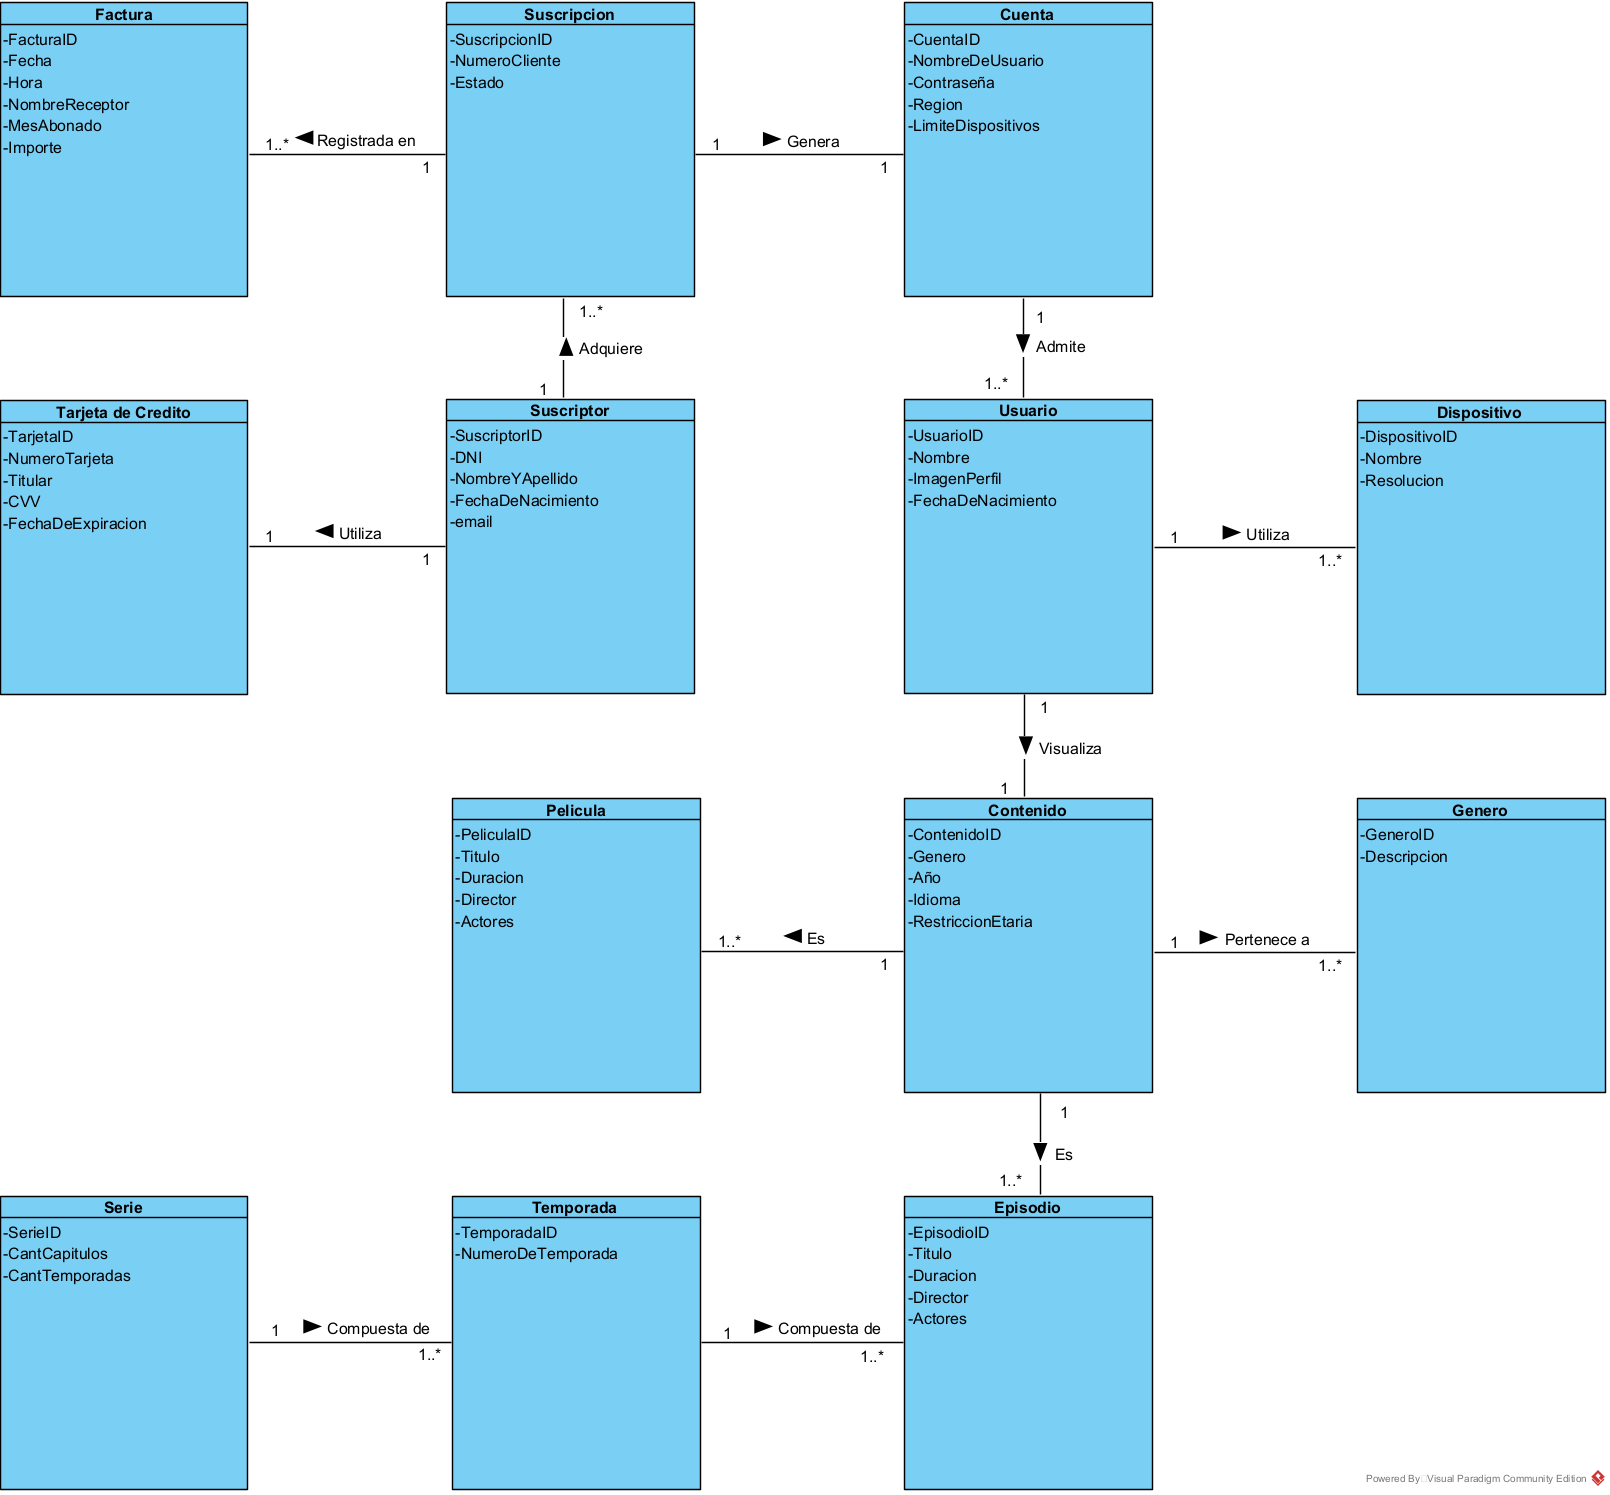 Factura
-FacturaID
-Fecha
-Hora
-NombreReceptor
-MesAbonado
-Importe
1..*
Registrada en
1
Suscripcion
-SuscripcionID
-NumeroCliente
-Estado
1
Genera
1
Cuenta
-CuentaID
-NombreDeUsuario
-Contraseña
-Region
-LimiteDispositivos
1..*
Adquiere
1
1
Admite
1..*
Tarjeta de Credito
-TarjetaID
-NumeroTarjeta
-Titular
-CVV
-FechaDeExpiracion
1
Utiliza
1
Suscriptor
-SuscriptorID
-DNI
-NombreYApellido
-FechaDeNacimiento
-email
Usuario
-UsuarioID
-Nombre
-ImagenPerfil
-FechaDeNacimiento
1
Utiliza
1..*
Dispositivo
-DispositivoID
-Nombre
-Resolucion
1
Visualiza
1
Pelicula
-PeliculaID
-Titulo
-Duracion
-Director
-Actores
1..*
Es
1
Contenido
-ContenidoID
-Genero
-Año
-Idioma
-RestriccionEtaria
1
Pertenece a
1..*
Genero
-GeneroID
-Descripcion
1
Es
1..*
Serie
-SerieID
-CantCapitulos
-CantTemporadas
1
Compuesta de
1..*
Temporada
-TemporadaID
-NumeroDeTemporada
1
Compuesta de
1..*
Episodio
-EpisodioID
-Titulo
-Duracion
-Director
-Actores
Powered By Visual Paradigm Community Edition